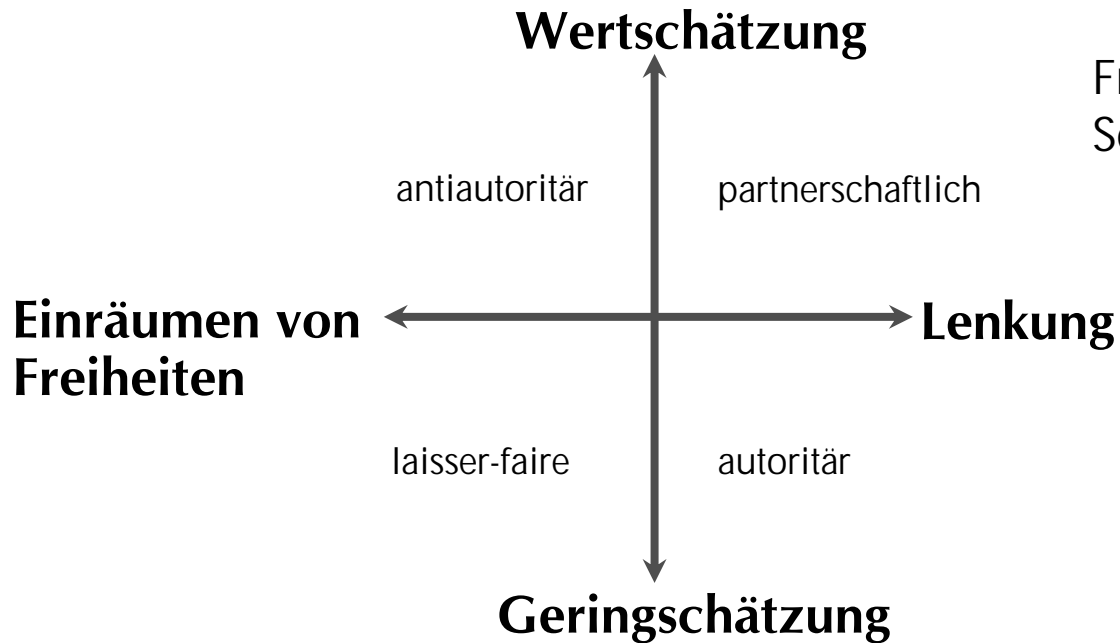 Wertschätzung
antiautoritär
partnerschaftlich
Einräumen von
Freiheiten
Lenkung
laisser-faire
autoritär
Geringschätzung